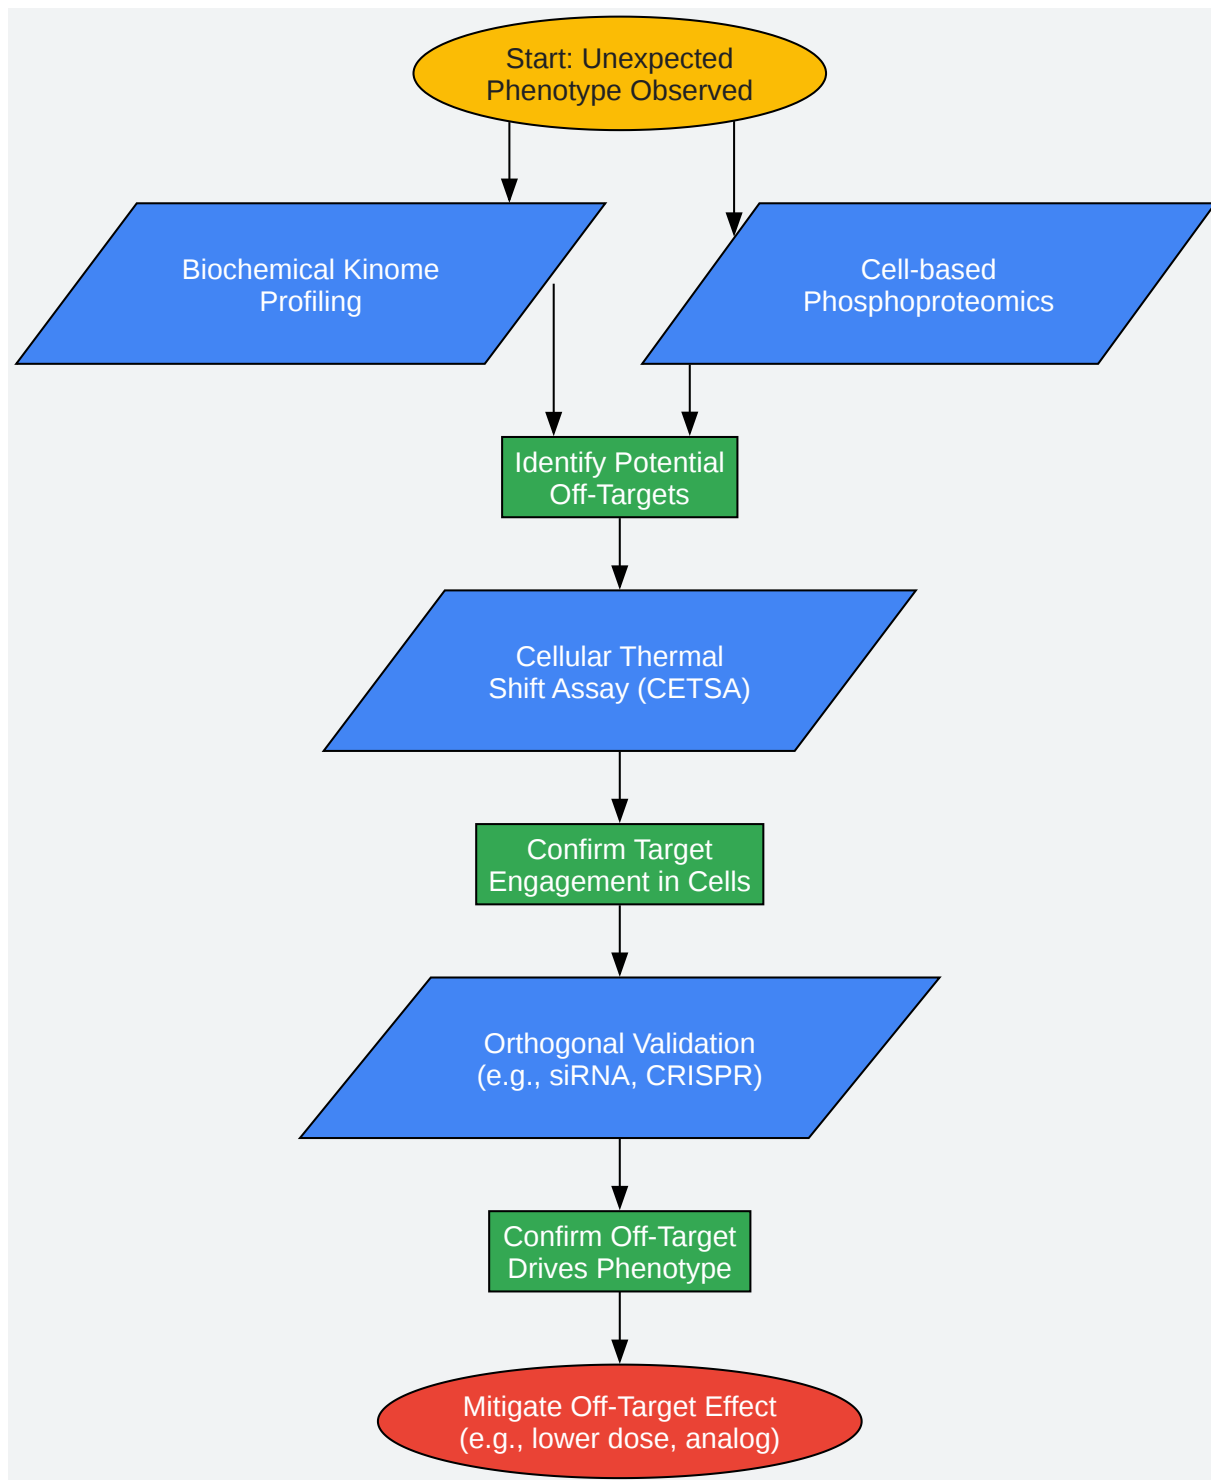 Start: Unexpected
Phenotype Observed
Biochemical Kinome
Profiling
Cell-based
Phosphoproteomics
Identify Potential
Off-Targets
Cellular Thermal
Shift Assay (CETSA)
Confirm Target
Engagement in Cells
Orthogonal Validation
(e.g., siRNA, CRISPR)
Confirm Off-Target
Drives Phenotype
Mitigate Off-Target Effect
(e.g., lower dose, analog)